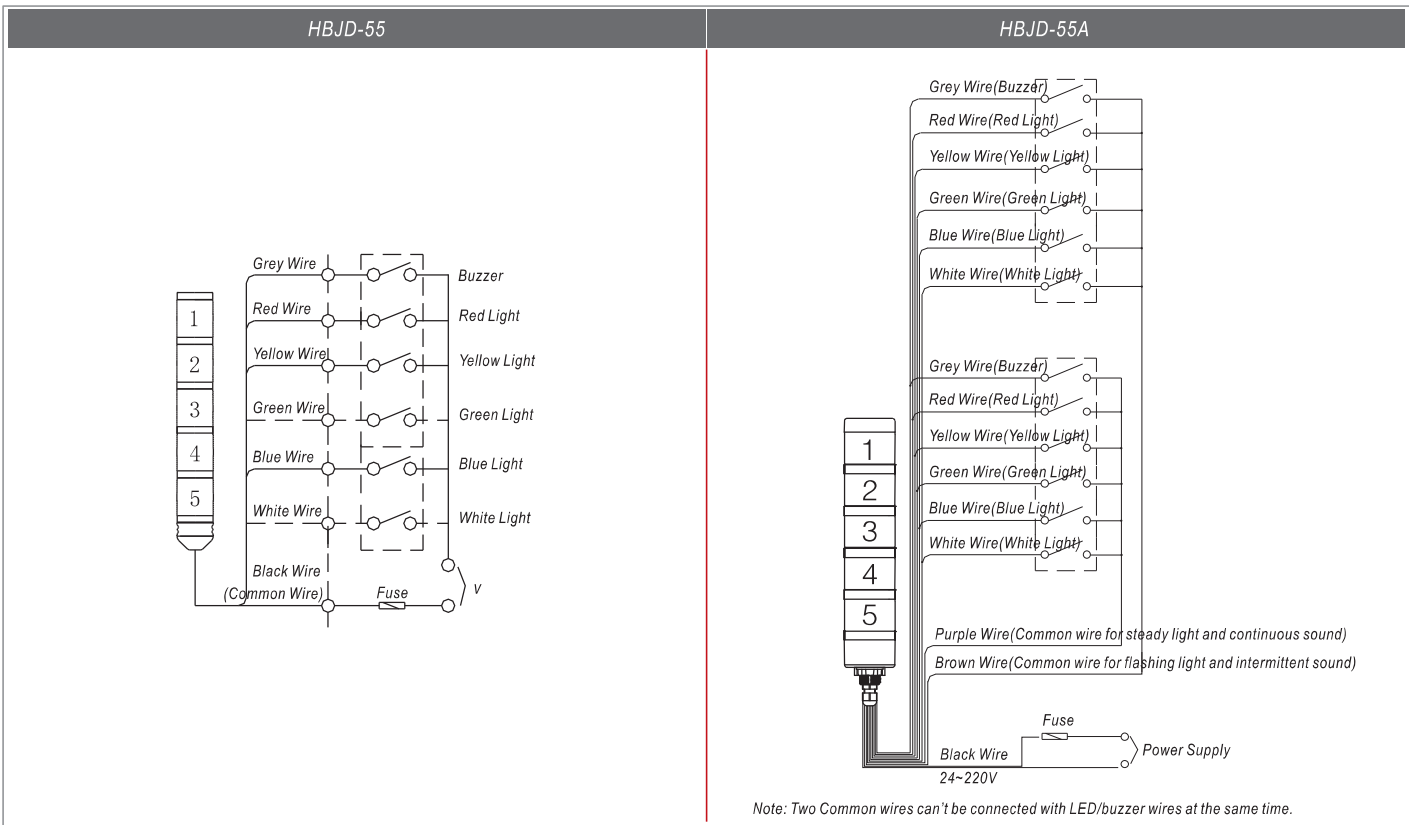 HBJD-55
Grey Wire
Buzzer
Red Wire
Red Light
Yellow Wire
Yellow Light
Green Wire
Green Light
Blue Wire
Blue Light
White Wire
White Light
Black Wire
(Common Wire)
Fuse
V
1
2
3
4
5
HBJD-55A
Grey Wire(Buzzer)
Red Wire(Red Light)
Yellow Wire(Yellow Light)
Green Wire(Green Light)
Blue Wire(Blue Light)
White Wire(White Light)
Grey Wire(Buzzer)
Red Wire(Red Light)
Yellow Wire(Yellow Light)
Green Wire(Green Light)
Blue Wire(Blue Light)
White Wire(White Light)
1
2
3
4
5
Purple Wire(Common wire for steady light and continuous sound)
Brown Wire(Common wire for flashing light and intermittent sound)
Fuse
Black Wire
Power Supply
24~220V
Note: Two Common wires can't be connected with LED/buzzer wires at the same time.